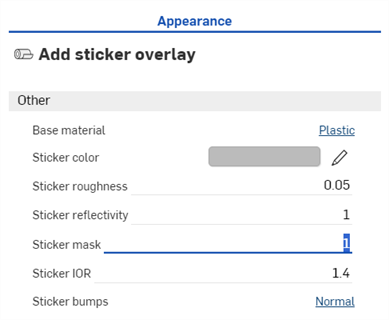 Appearance
Add sticker overlay
Other
Base material Plastic
Sticker color
Sticker roughness 0.05
Sticker reflectivity 1
Sticker mask 1
Sticker IOR 1.4
Sticker bumps Normal